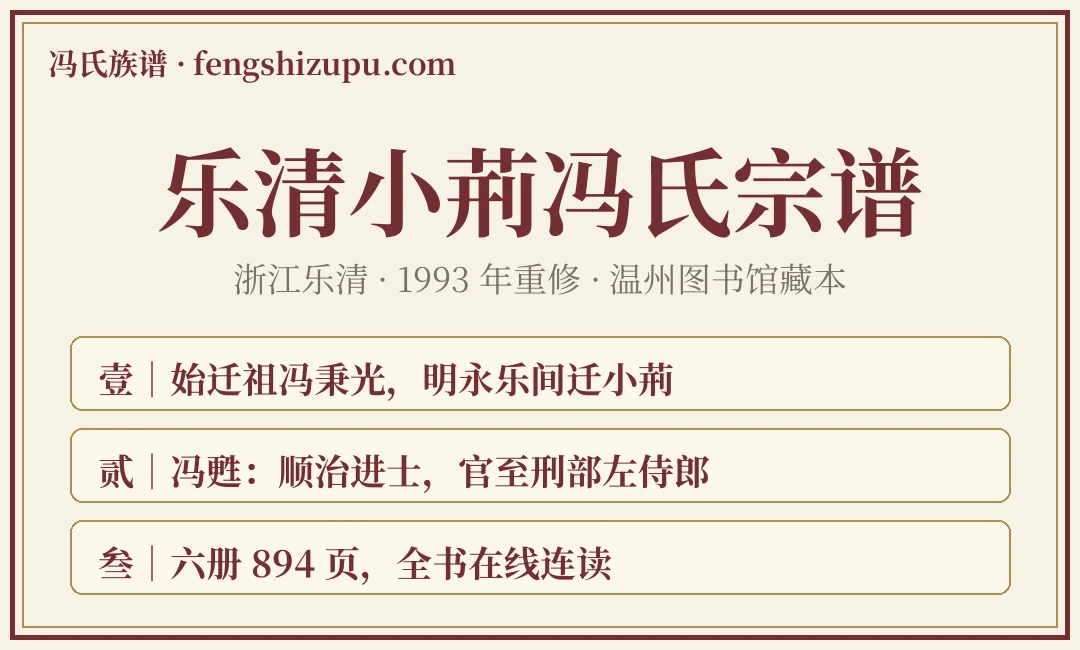 冯氏族谱 · fengshizupu.com
乐清小荊冯氏宗谱
浙江乐清 · 1993 年重修 · 温州图书馆藏本
壹｜始迁祖冯秉光，明永乐间迁小荊
贰｜冯甦：顺治进士，官至刑部左侍郎
叁｜六册 894 页，全书在线连读